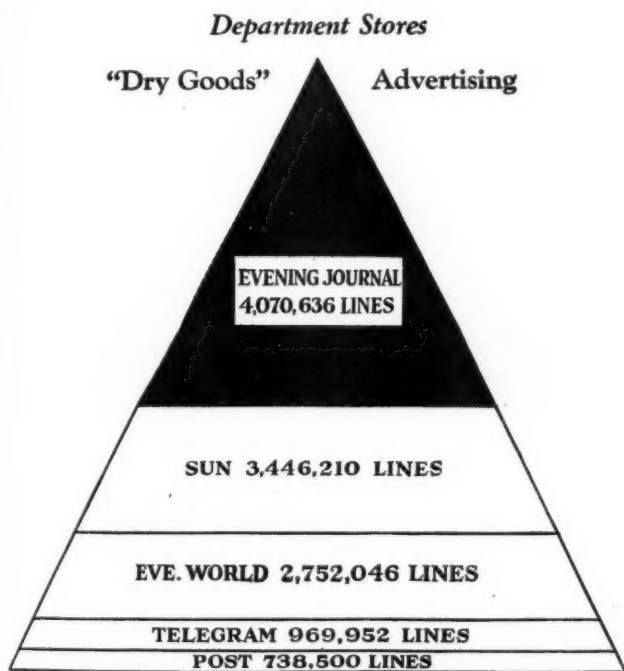 Department Stores
"Dry Goods" Advertising
EVENING JOURNAL
4,070,636 LINES
SUN 3,446,210 LINES
EVE. WORLD 2,752,046 LINES
TELEGRAM 969,952 LINES
POST 738,500 LINES